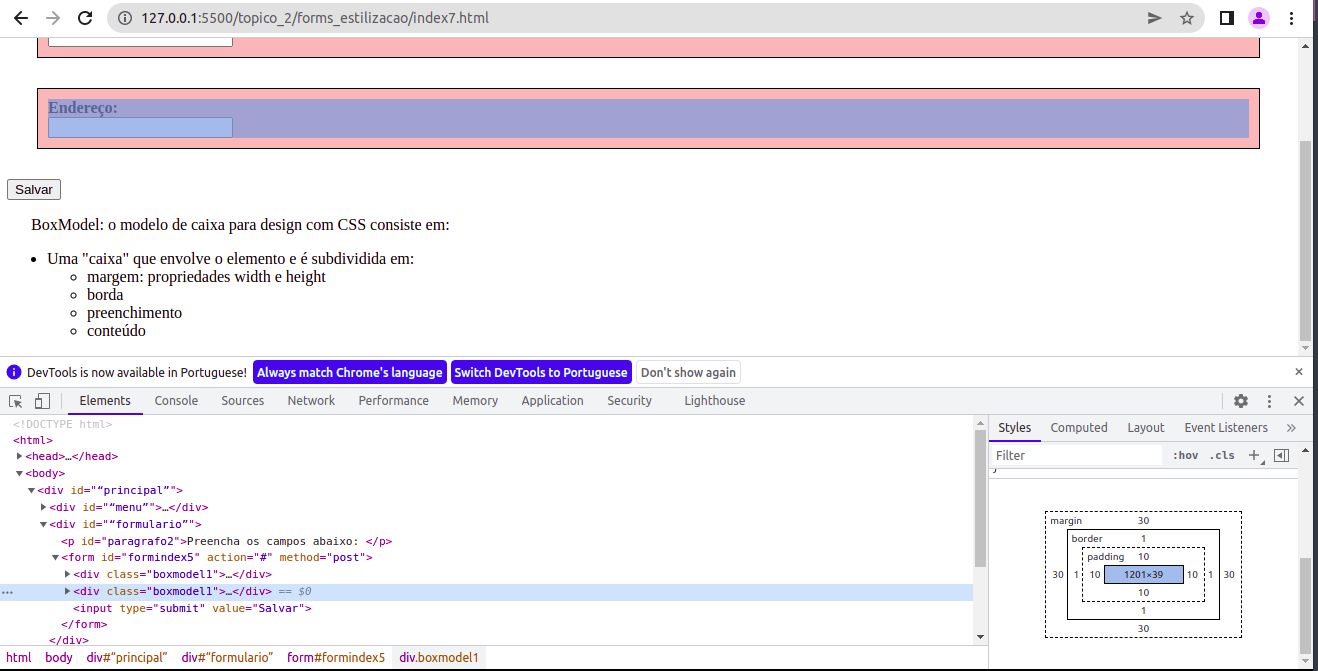 127.0.0.1:5500/topico_2/forms_estilizacao/index7.html
Endereço:
Salvar
BoxModel: o modelo de caixa para design com CSS consiste em:
Uma "caixa" que envolve o elemento e é subdividida em:
margem: propriedades width e height
borda
preenchimento
conteúdo
DevTools is now available in Portuguese! Always match Chrome's language Switch DevTools to Portuguese Don't show again
Elements Console Sources Network Performance Memory Application Security Lighthouse
<!DOCTYPE html>
<html>
<head>…</head>
<body>
<div id="“principal”">
<div id="“menu”">…</div>
<div id="“formulario”">
<p id="paragrafo2">Preencha os campos abaixo: </p>
<form id="formindex5" action="#" method="post">
<div class="boxmodel1">…</div>
<div class="boxmodel1">…</div> == $0
<input type="submit" value="Salvar">
</form>
</div>
html body div#“principal” div#“formulario” form#formindex5 div.boxmodel1
Styles Computed Layout Event Listeners »
Filter :hov .cls
margin 30
border 1
padding 10
30 1 10 1201×39 10 1 30
10
1
30